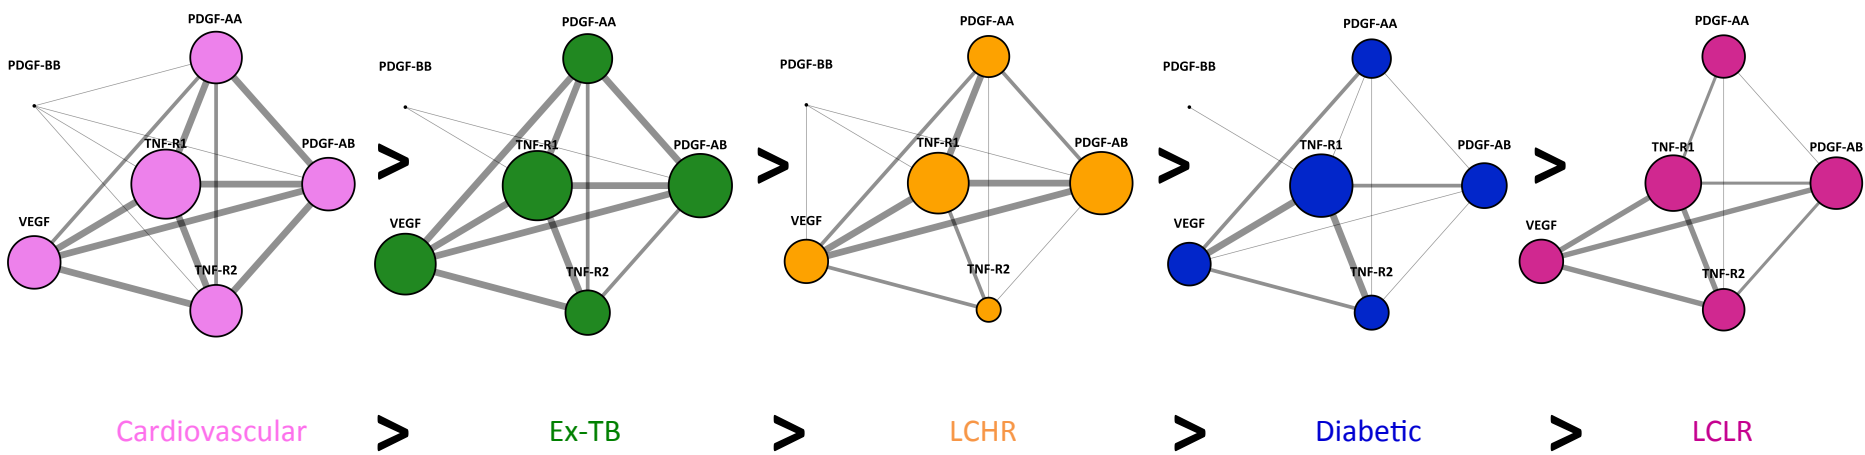 PDGF-AA
PDGF-BB
TNF-R1
PDGF-AB
VEGF
TNF-R2
>
PDGF-AA
PDGF-BB
TNF-R1
PDGF-AB
VEGF
TNF-R2
>
PDGF-AA
PDGF-BB
TNF-R1
PDGF-AB
VEGF
TNF-R2
>
PDGF-AA
PDGF-BB
TNF-R1
PDGF-AB
VEGF
TNF-R2
>
PDGF-AA
TNF-R1
PDGF-AB
VEGF
TNF-R2
Cardiovascular > Ex-TB > LCHR > Diabetic > LCLR